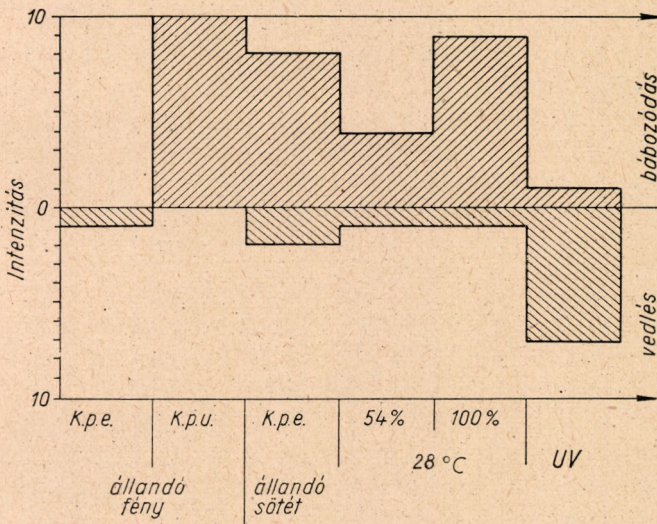 10
bábozódás
Intenzitás
0
vedlés
10
K.p.e.
K.p.u.
K.p.e.
54%
100%
28 °C
UV
állandó
fény
állandó
sötét